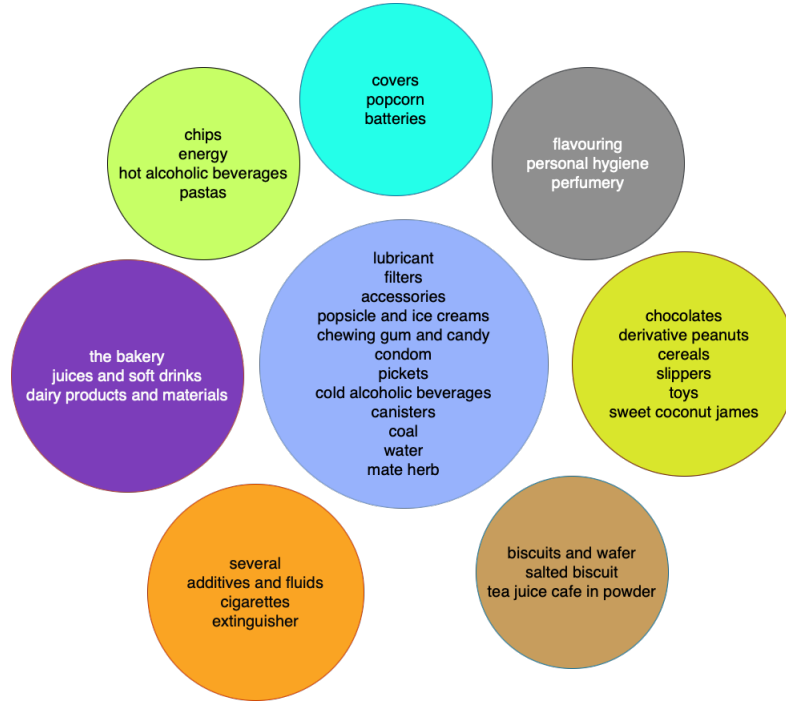 covers
popcorn
batteries
chips
energy
hot alcoholic beverages
pastas
flavouring
personal hygiene
perfumery
lubricant
filters
accessories
popsicle and ice creams
chewing gum and candy
condom
pickets
cold alcoholic beverages
canisters
coal
water
mate herb
the bakery
juices and soft drinks
dairy products and materials
chocolates
derivative peanuts
cereals
slippers
toys
sweet coconut james
several
additives and fluids
cigarettes
extinguisher
biscuits and wafer
salted biscuit
tea juice cafe in powder